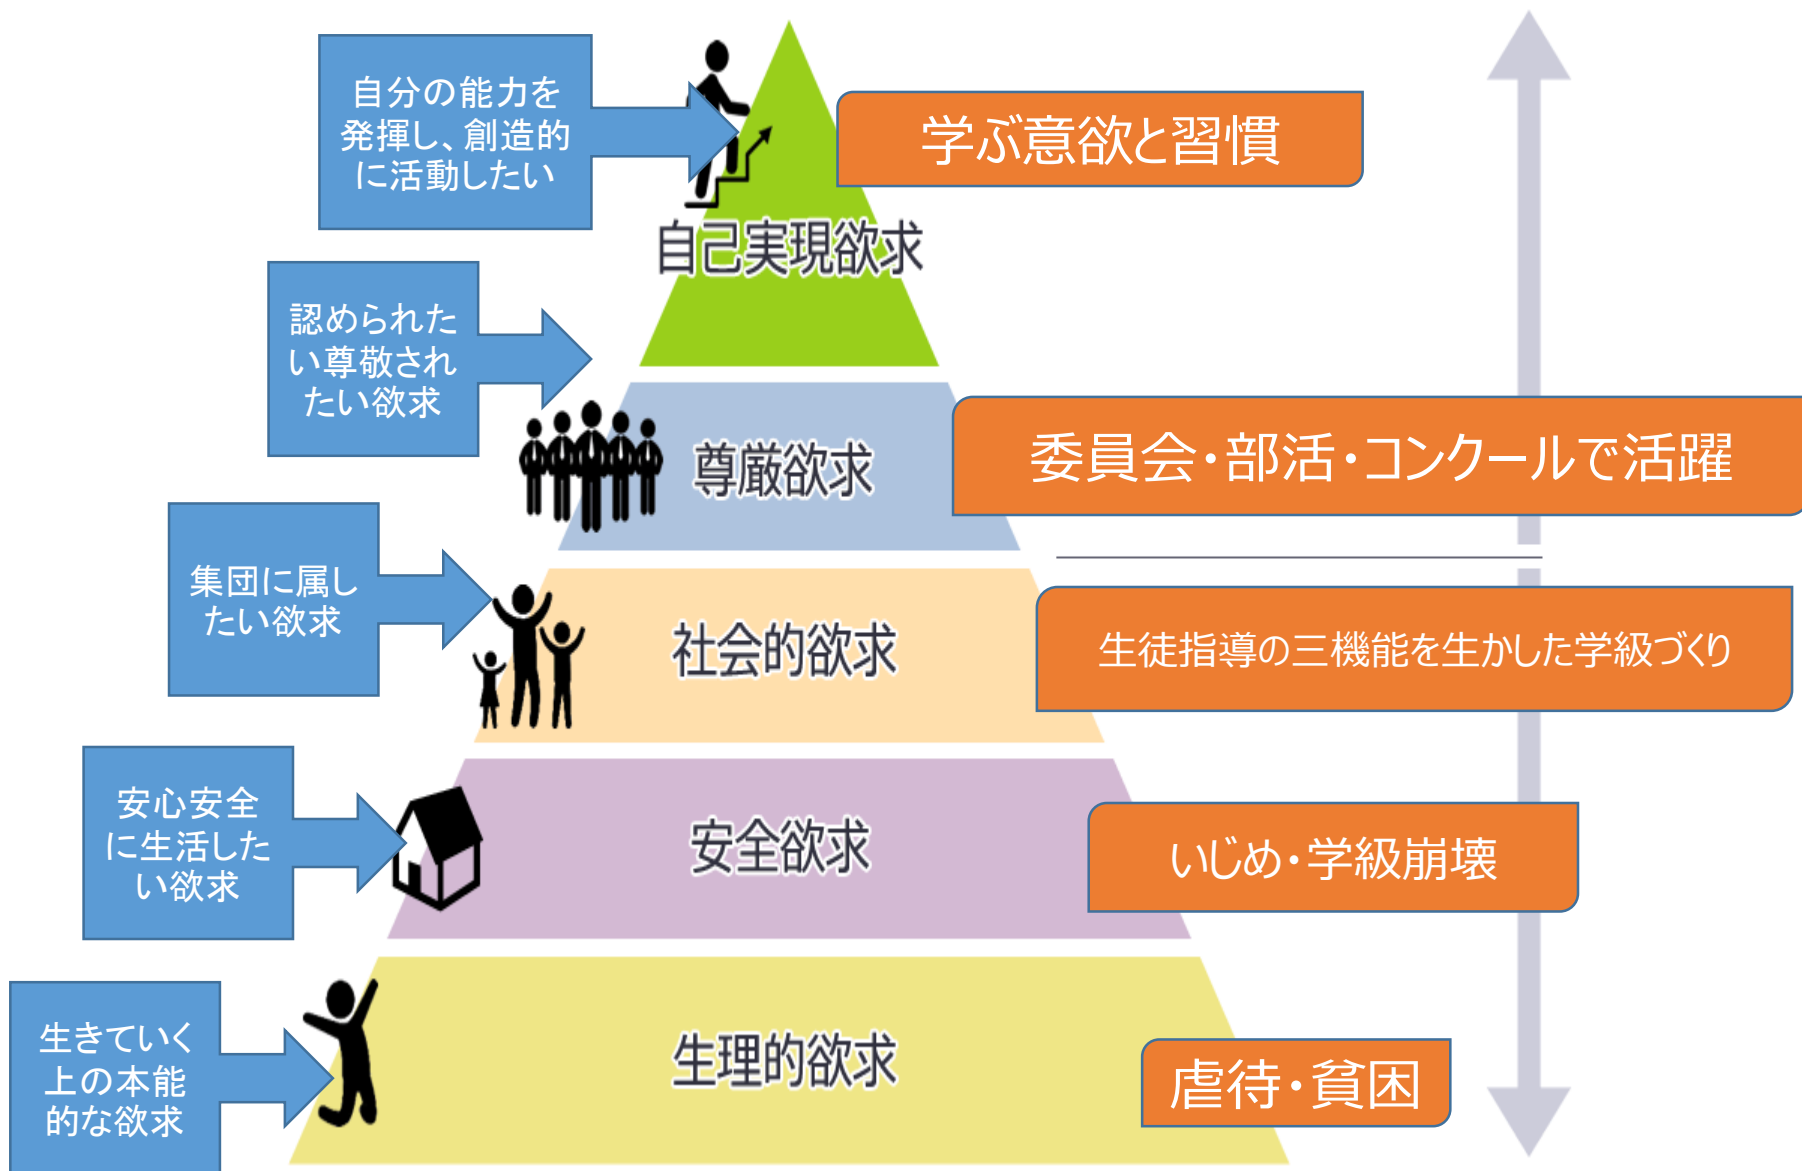 自分の能力を
発揮し、創造的
に活動したい
学ぶ意欲と習慣
自己実現欲求
認められた
い尊敬され
たい欲求
尊厳欲求
委員会・部活・コンクールで活躍
集団に属し
たい欲求
社会的欲求
生徒指導の三機能を生かした学級づくり
安心安全
に生活した
い欲求
安全欲求
いじめ・学級崩壊
生きていく
上の本能
的な欲求
生理的欲求
虐待・貧困